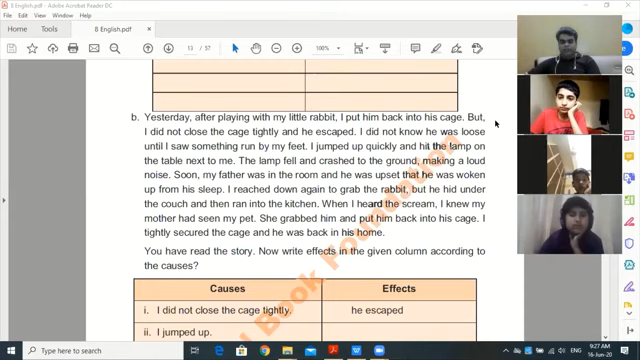 8 English.pdf - Adobe Acrobat Reader DC
File Edit View Window Help
Home Tools 8 English.pdf ×
13 / 57 100%
b. Yesterday, after playing with my little rabbit, I put him back into his cage. But,
I did not close the cage tightly and he escaped. I did not know he was loose
until I saw something run by my feet. I jumped up quickly and hit the lamp on
the table next to me. The lamp fell and crashed to the ground, making a loud
noise. Soon, my father was in the room and he was upset that he was woken
up from his sleep. I reached down again to grab the rabbit, but he hid under
the couch and then ran into the kitchen. When I heard the scream, I knew my
mother had seen my pet. She grabbed him and put him back into his cage. I
tightly secured the cage and he was back in his home.
You have read the story. Now write effects in the given column according to
the causes?
Causes Effects
i. I did not close the cage tightly. he escaped
ii. I jumped up.
Book Foundation
ENG
9:27 AM
16-Jun-20